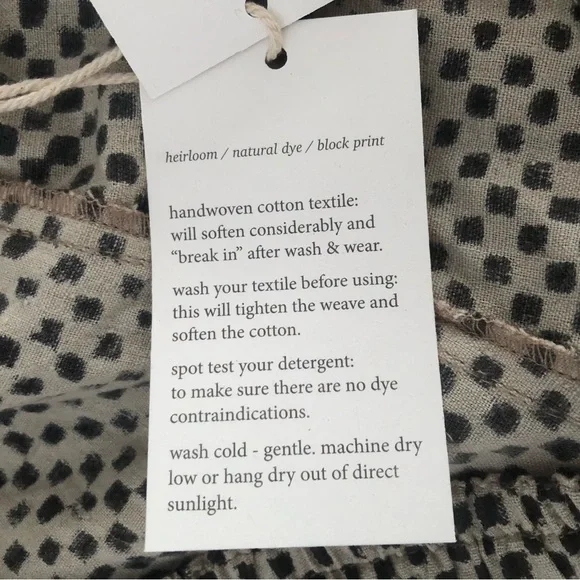 heirloom / natural dye / block print
handwoven cotton textile:
will soften considerably and
“break in” after wash & wear.
wash your textile before using:
this will tighten the weave and
soften the cotton.
spot test your detergent:
to make sure there are no dye
contraindications.
wash cold - gentle. machine dry
low or hang dry out of direct
sunlight.